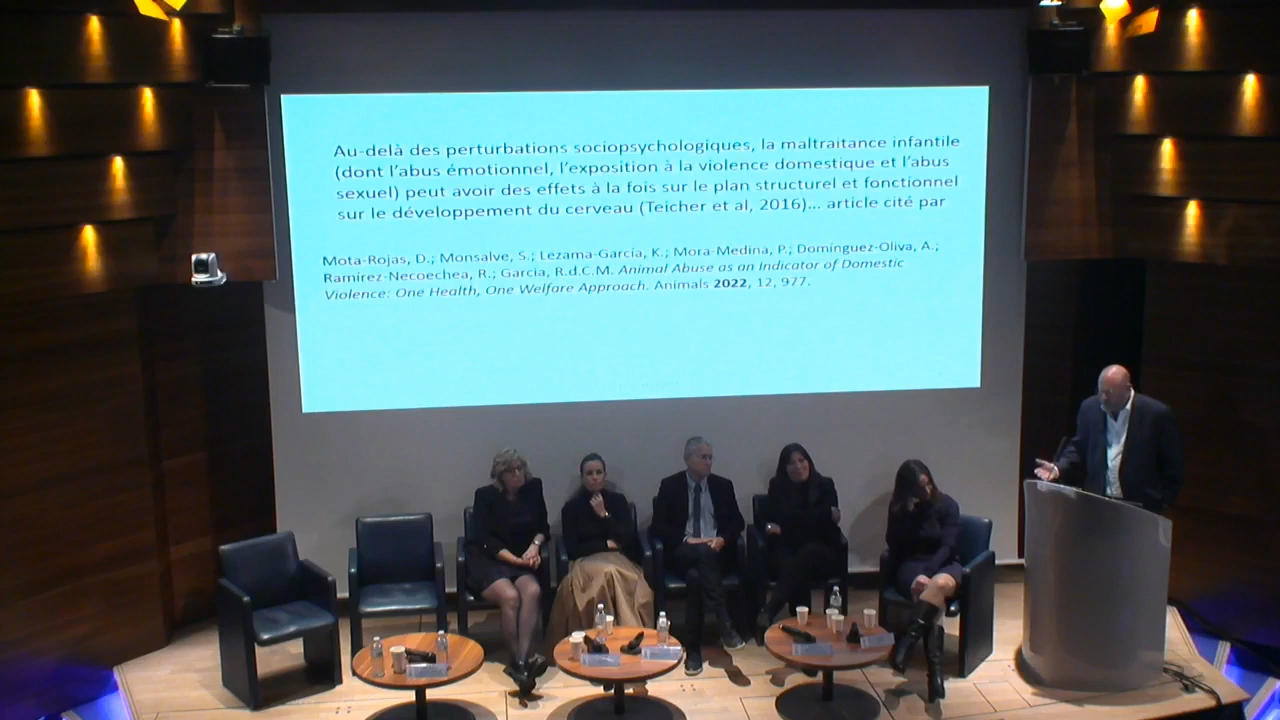 Au-delà des perturbations sociopsychologiques, la maltraitance infantile
(dont l'abus émotionnel, l'exposition à la violence domestique et l'abus
sexuel) peut avoir des effets à la fois sur le plan structurel et fonctionnel
sur le développement du cerveau (Teicher et al, 2016)... article cité par
Mota-Rojas, D.; Monsalve, S.; Lezama-García, K.; Mora-Medina, P.; Domínguez-Oliva, A.;
Ramírez-Necoechea, R.; Garcia, R.d.C.M. Animal Abuse as an Indicator of Domestic
Violence: One Health, One Welfare Approach. Animals 2022, 12, 977.